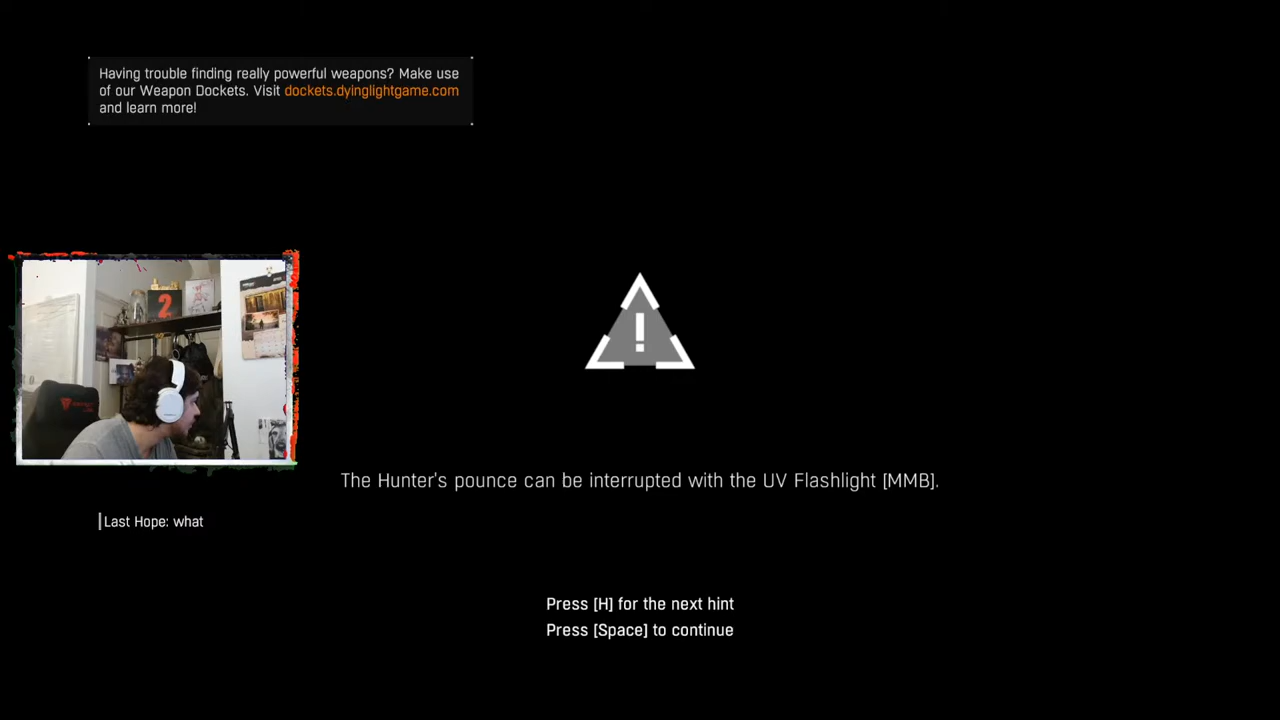 Having trouble finding really powerful weapons? Make use
of our Weapon Dockets. Visit dockets.dyinglightgame.com
and learn more!
2
The Hunter's pounce can be interrupted with the UV Flashlight [MMB].
Last Hope: what
Press [H] for the next hint
Press [Space] to continue